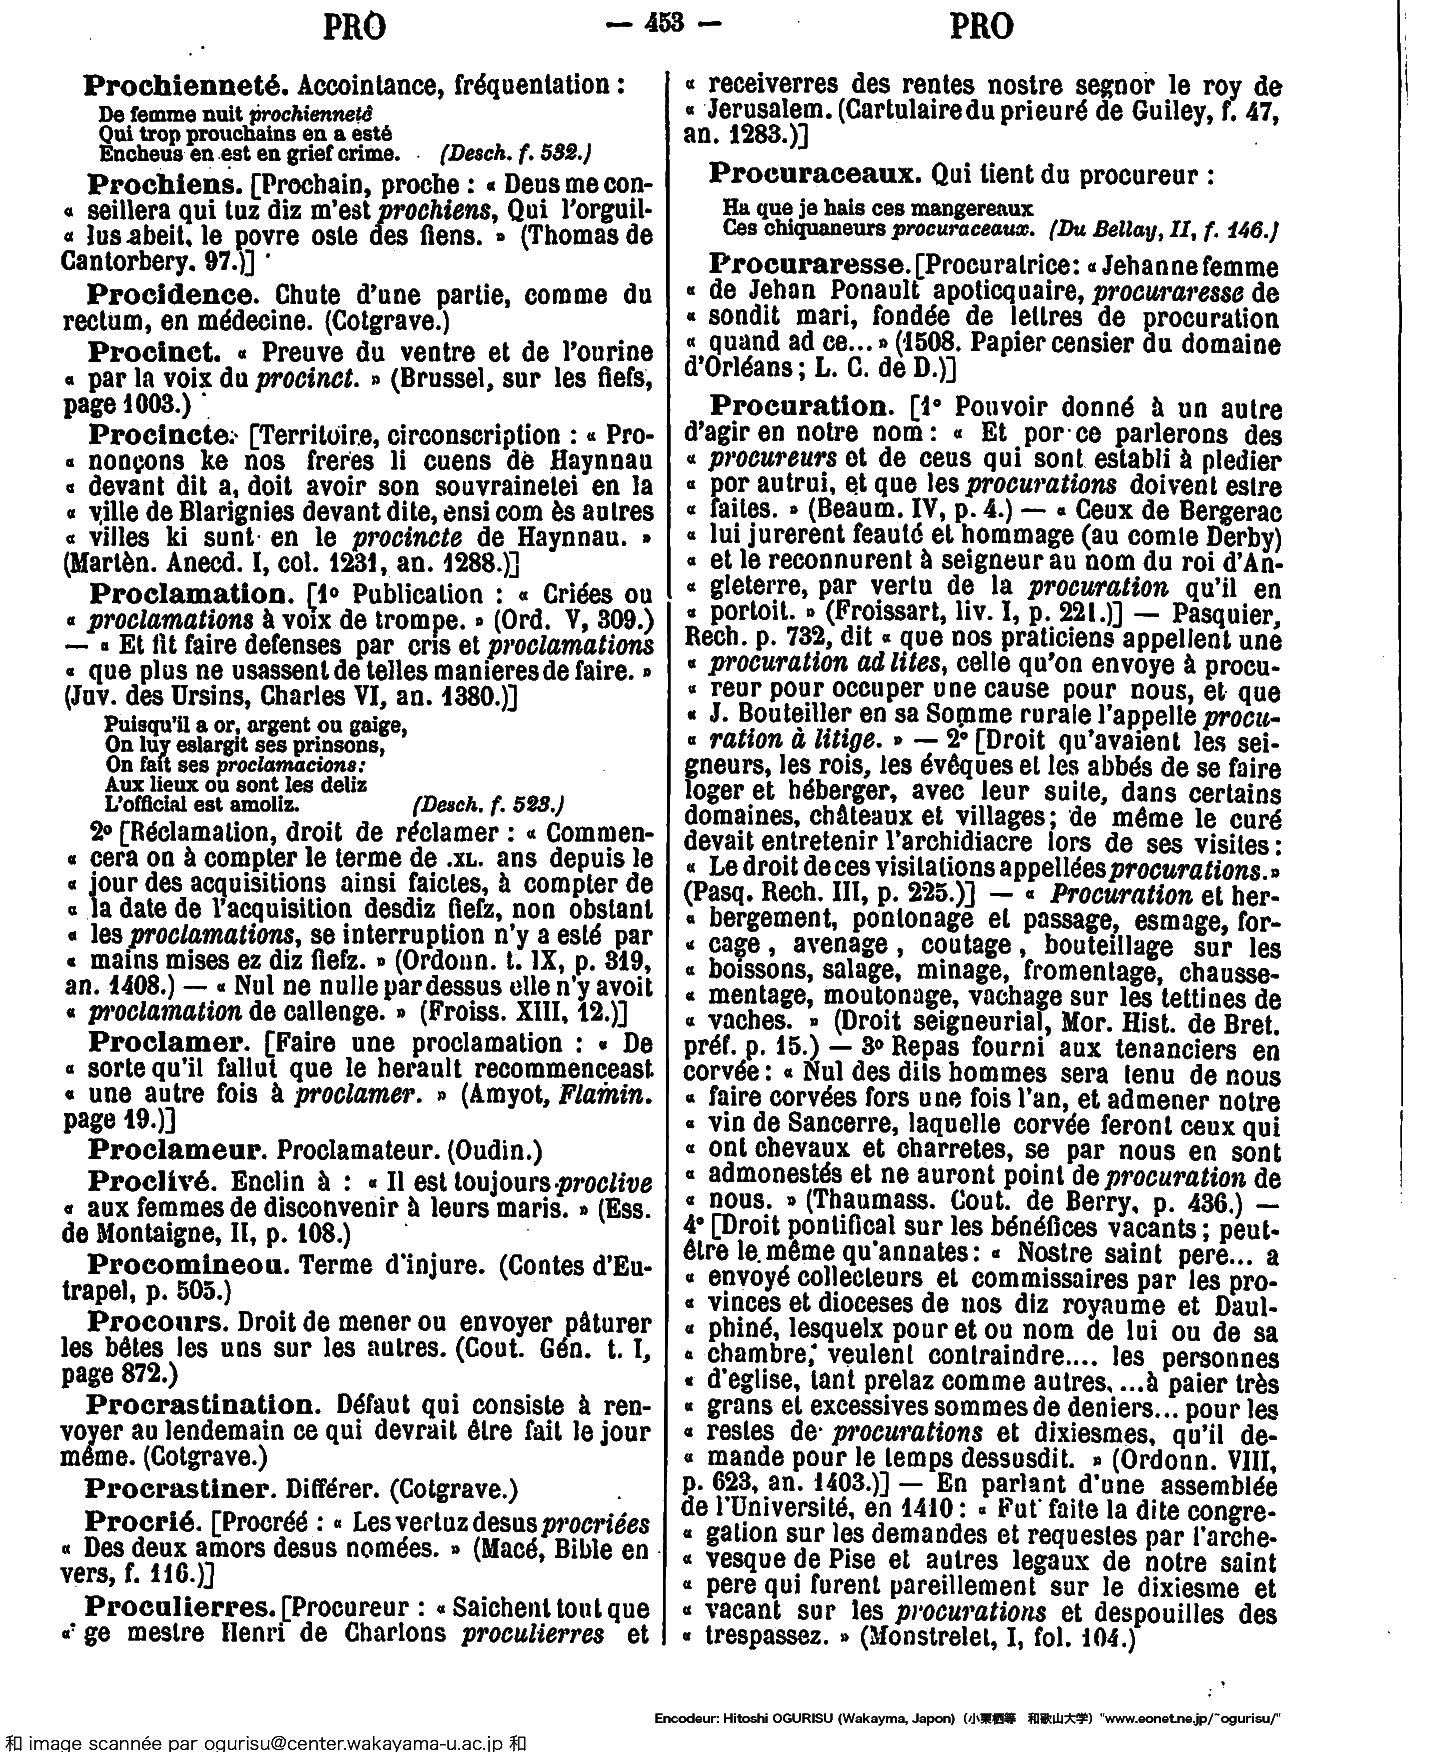 PRO — 453 — PRO
Prochienneté. Accointance, fréquentation :
De femme nuit prochienneté
Qui trop prouchains en a esté
Encheus en est en grief crime. (Desch. f. 532.)
Prochiens. [Prochain, proche : « Deus me con-
« seillera qui tuz diz m'est prochiens, Qui l'orguil-
« lus abeit, le povre oste des fiens. » (Thomas de
Cantorbery. 97.)]
Procidence. Chute d'une partie, comme du
rectum, en médecine. (Cotgrave.)
Procinct. « Preuve du ventre et de l'ourine
« par la voix du procinct. » (Brussel, sur les fiefs,
page 1003.)
Procincte. [Territoire, circonscription : « Pro-
« nonçons ke nos freres li cuens de Haynnau
« devant dit a, doit avoir son souvrainetei en la
« ville de Blarignies devant dite, ensi com ès autres
« villes ki sunt en le procincte de Haynnau. »
(Martèn. Anecd. I, col. 1231, an. 1288.)]
Proclamation. [1º Publication : « Criées ou
« proclamations à voix de trompe. » (Ord. V, 309.)
— « Et fit faire defenses par cris et proclamations
« que plus ne usassent de telles manieres de faire. »
(Juv. des Ursins, Charles VI, an. 1380.)]
Puisqu'il a or, argent ou gaige,
On luy eslargit ses prinsons,
On fait ses proclamacions:
Aux lieux ou sont les deliz
L'official est amoliz. (Desch. f. 523.)
2º [Réclamation, droit de réclamer : « Commen-
« cera on à compter le terme de .XL. ans depuis le
« jour des acquisitions ainsi faictes, à compter de
« la date de l'acquisition desdiz fiefz, non obstant
« les proclamations, se interruption n'y a esté par
« mains mises ez diz fiefz. » (Ordonn. t. IX, p. 319,
an. 1408.) — « Nul ne nulle par dessus elle n'y avoit
« proclamation de callenge. » (Froiss. XIII, 12.)]
Proclamer. [Faire une proclamation : « De
« sorte qu'il fallut que le herault recommenceast
« une autre fois à proclamer. » (Amyot, Flamin.
page 19.)]
Proclameur. Proclamateur. (Oudin.)
Proclivé. Enclin à : « Il est toujours proclive
« aux femmes de disconvenir à leurs maris. » (Ess.
de Montaigne, II, p. 108.)
Procomineou. Terme d'injure. (Contes d'Eu-
trapel, p. 505.)
Procours. Droit de mener ou envoyer pâturer
les bêtes les uns sur les autres. (Cout. Gén. t. I,
page 872.)
Procrastination. Défaut qui consiste à ren-
voyer au lendemain ce qui devrait être fait le jour
même. (Cotgrave.)
Procrastiner. Différer. (Cotgrave.)
Procrié. [Procréé : « Les vertuz desus procriées
« Des deux amors desus nomées. » (Macé, Bible en
vers, f. 116.)]
Proculierres. [Procureur : « Saichent tout que
« ge mestre Henri de Charlons proculierres et
« receiverres des rentes nostre segnor le roy de
« Jerusalem. (Cartulaire du prieuré de Guiley, f. 47,
an. 1283.)]
Procuraceaux. Qui tient du procureur :
Ha que je hais ces mangereaux
Ces chiquaneurs procuraceaux. (Du Bellay, II, f. 146.)
Procuraresse. [Procuratrice: « Jehanne femme
« de Jehan Ponault apoticquaire, procuraresse de
« sondit mari, fondée de lettres de procuration
« quand ad ce... » (1508. Papier censier du domaine
d'Orléans ; L. C. de D.)]
Procuration. [1° Pouvoir donné à un autre
d'agir en notre nom : « Et por ce parlerons des
« procureurs et de ceus qui sont establi à pledier
« por autrui, et que les procurations doivent estre
« faites. » (Beaum. IV, p. 4.) — « Ceux de Bergerac
« lui jurerent feauté et hommage (au comte Derby)
« et le reconnurent à seigneur au nom du roi d'An-
« gleterre, par vertu de la procuration qu'il en
« portoit. » (Froissart, liv. I, p. 221.)] — Pasquier,
Rech. p. 732, dit « que nos praticiens appellent une
« procuration ad lites, celle qu'on envoye à procu-
« reur pour occuper une cause pour nous, et que
« J. Bouteiller en sa Somme rurale l'appelle procu-
« ration à litige. » — 2° [Droit qu'avaient les sei-
gneurs, les rois, les évêques et les abbés de se faire
loger et héberger, avec leur suite, dans certains
domaines, châteaux et villages ; de même le curé
devait entretenir l'archidiacre lors de ses visites :
« Le droit de ces visitations appellées procurations. »
(Pasq. Rech. III, p. 225.)] — « Procuration et her-
« bergement, pontonage et passage, esmage, for-
« cage , avenage , coutage , bouteillage sur les
« boissons, salage, minage, fromentage, chausse-
« mentage, moutonage, vachage sur les tettines de
« vaches. » (Droit seigneurial, Mor. Hist. de Bret.
préf. p. 15.) — 3º Repas fourni aux tenanciers en
corvée : « Nul des dits hommes sera tenu de nous
« faire corvées fors une fois l'an, et admener notre
« vin de Sancerre, laquelle corvée feront ceux qui
« ont chevaux et charretes, se par nous en sont
« admonestés et ne auront point de procuration de
« nous. » (Thaumass. Cout. de Berry, p. 436.) —
4° [Droit pontifical sur les bénéfices vacants ; peut-
être le même qu'annates : « Nostre saint pere... a
« envoyé collecteurs et commissaires par les pro-
« vinces et dioceses de nos diz royaume et Daul-
« phiné, lesquelx pour et ou nom de lui ou de sa
« chambre, veulent contraindre.... les personnes
« d'eglise, tant prelaz comme autres, ...à paier très
« grans et excessives sommes de deniers... pour les
« restes de procurations et dixiesmes, qu'il de-
« mande pour le temps dessusdit. » (Ordonn. VIII,
p. 623, an. 1403.)] — En parlant d'une assemblée
de l'Université, en 1410 : « Fut faite la dite congre-
« gation sur les demandes et requestes par l'arche-
« vesque de Pise et autres legaux de notre saint
« pere qui furent pareillement sur le dixiesme et
« vacant sur les procurations et despouilles des
« trespassez. » (Monstrelet, I, fol. 104.)
Encodeur: Hitoshi OGURISU (Wakayma, Japon) (小栗栖等 和歌山大学) "www.eonet.ne.jp/~ogurisu/"
和 image scannée par ogurisu@center.wakayama-u.ac.jp 和